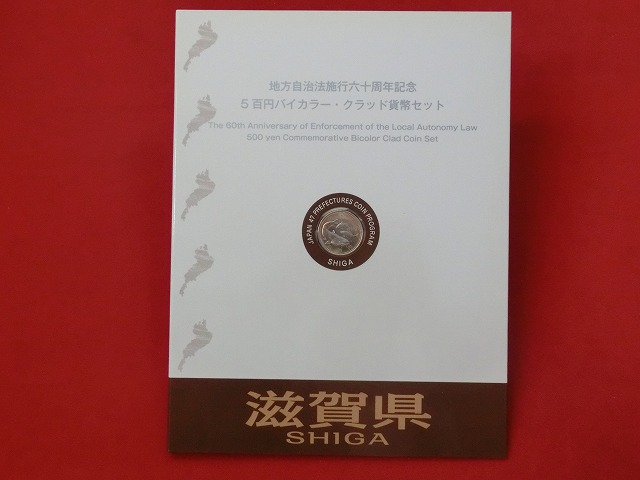 地方自治法施行六十周年記念
5百円バイカラー・クラッド貨幣セット
The 60th Anniversary of Enforcement of the Local Autonomy Law
500 yen Commemorative Bicolor Clad Coin Set
JAPAN 47 PREFECTURES COIN PROGRAM
SHIGA
滋賀県
SHIGA